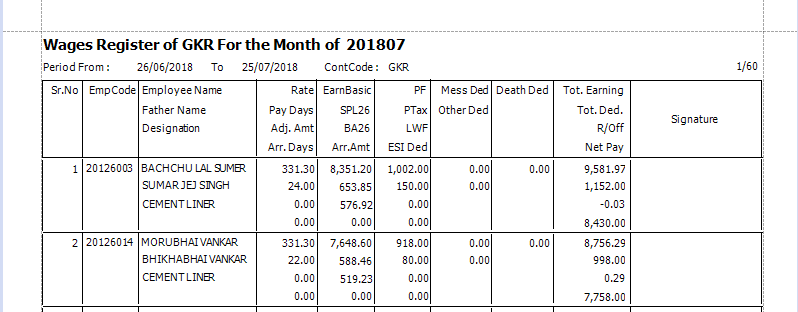 Wages Register of GKR For the Month of 201807
Period From : 26/06/2018 To 25/07/2018 ContCode : GKR 1/60
Sr.No EmpCode Employee Name Rate EarnBasic PF Mess Ded Death Ded Tot. Earning
Father Name Pay Days SPL26 PTax Other Ded Tot. Ded. Signature
Designation Adj. Amt BA26 LWF R/Off
Arr. Days Arr.Amt ESI Ded Net Pay
1 20126003 BACHCHU LAL SUMER 331.30 8,351.20 1,002.00 0.00 0.00 9,581.97
SUMAR JEJ SINGH 24.00 653.85 150.00 0.00 1,152.00
CEMENT LINER 0.00 576.92 0.00 -0.03
0.00 0.00 0.00 8,430.00
2 20126014 MORUBHAI VANKAR 331.30 7,648.60 918.00 0.00 0.00 8,756.29
BHIKHABHAI VANKAR 22.00 588.46 80.00 0.00 998.00
CEMENT LINER 0.00 519.23 0.00 0.29
0.00 0.00 0.00 7,758.00